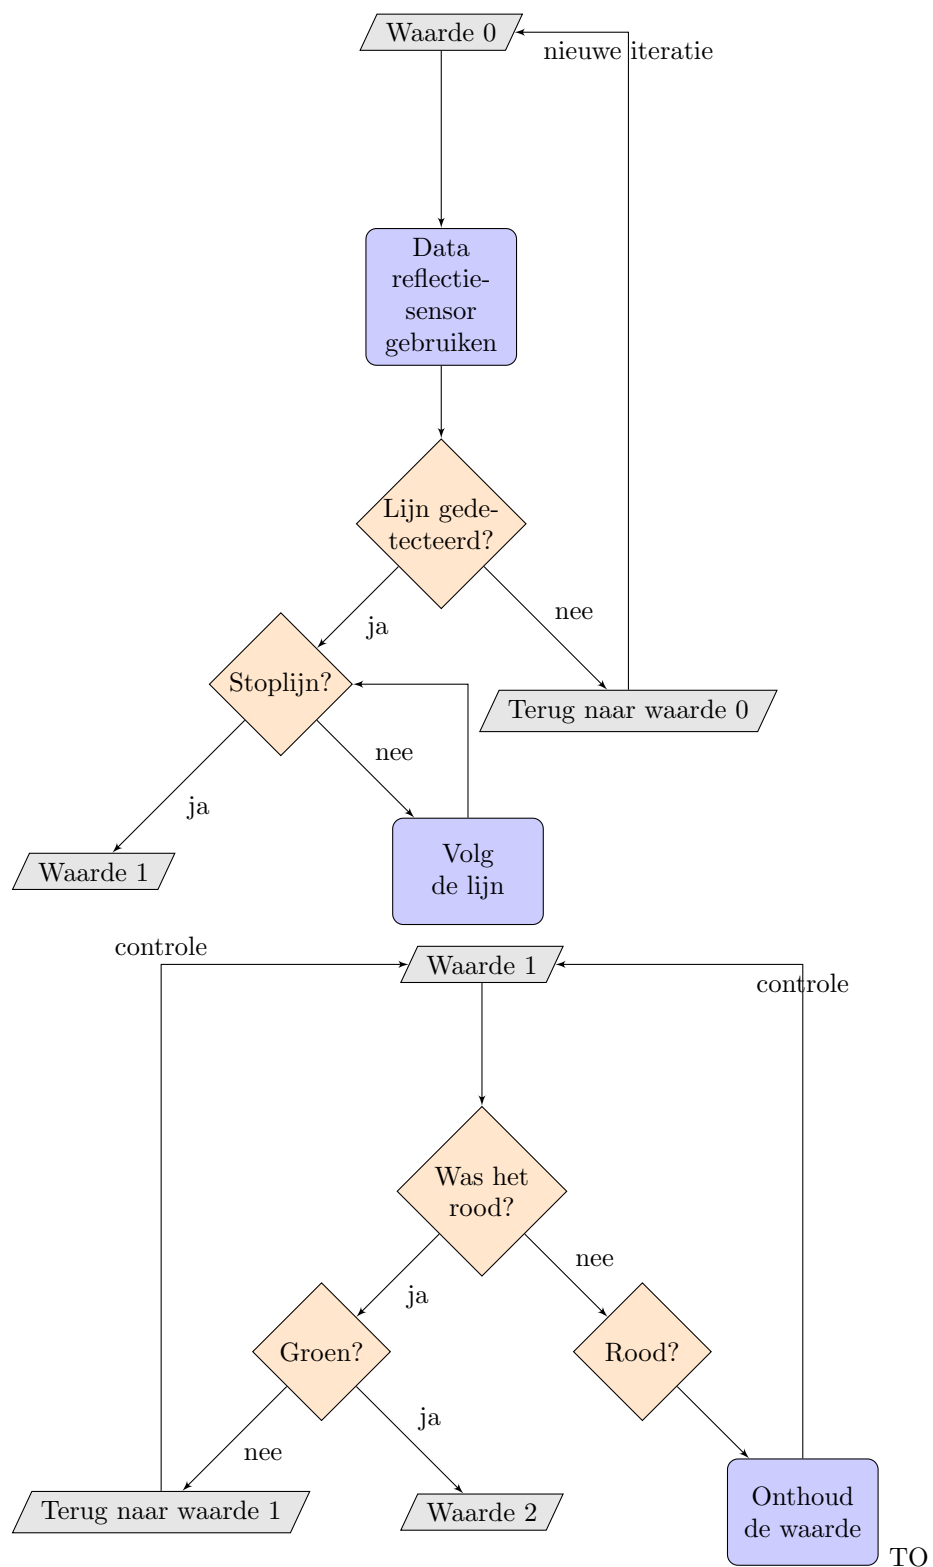 Waarde 0
nieuwe iteratie
Data
reflectie-
sensor
gebruiken
Lijn gede-
tecteerd?
nee
ja
Stoplijn?
Terug naar waarde 0
nee
ja
Volg
de lijn
Waarde 1
controle
Waarde 1
controle
Was het
rood?
nee
ja
Groen?
Rood?
ja
nee
Onthoud
de waarde
Terug naar waarde 1
Waarde 2
TO